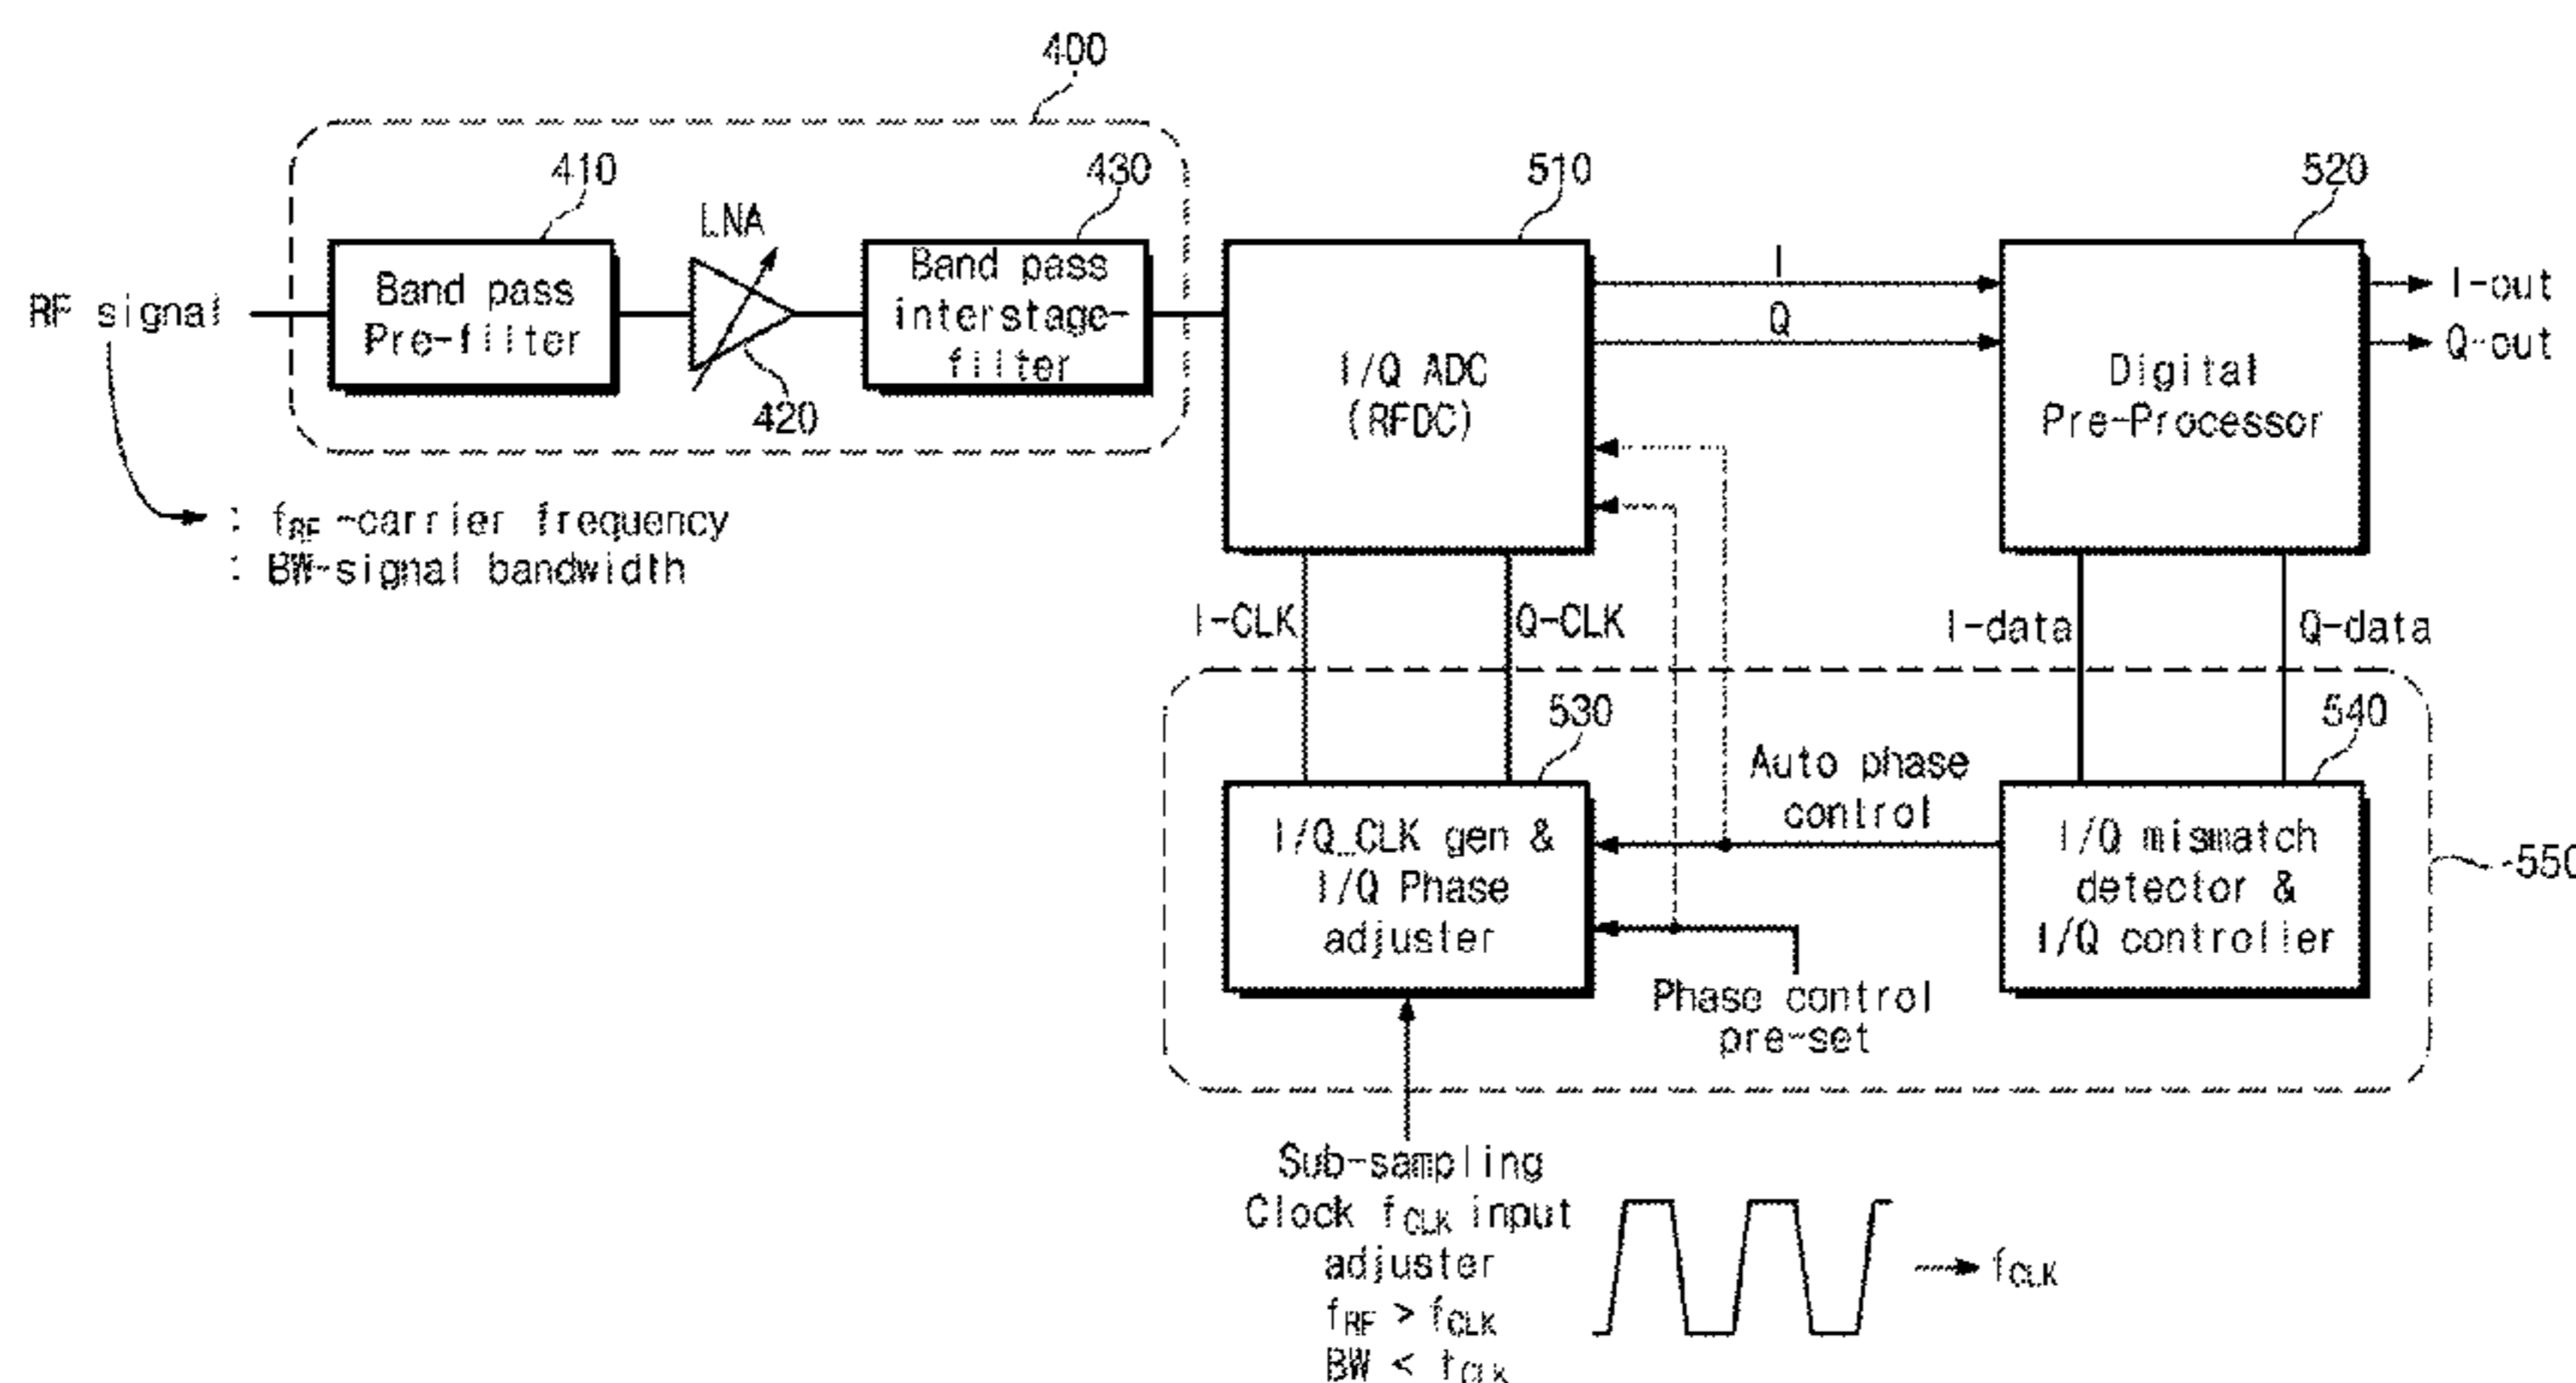 400
410
430
510
520
LNA
Band pass
Pre-filter
Band pass
interstage-
filter
RF signal
420
I/Q ADC
(RFDC)
I
Q
Digital
Pre-Processor
I-out
Q-out
: fRF -carrier frequency
: BW-signal bandwidth
I-CLK
Q-CLK
I-data
Q-data
530
540
550
Auto phase
control
I/Q_CLK gen &
I/Q Phase
adjuster
I/Q mismatch
detector &
I/Q controller
Phase control
pre-set
Sub-sampling
Clock fCLK input
adjuster
fRF > fCLK
BW < fCLK
fCLK